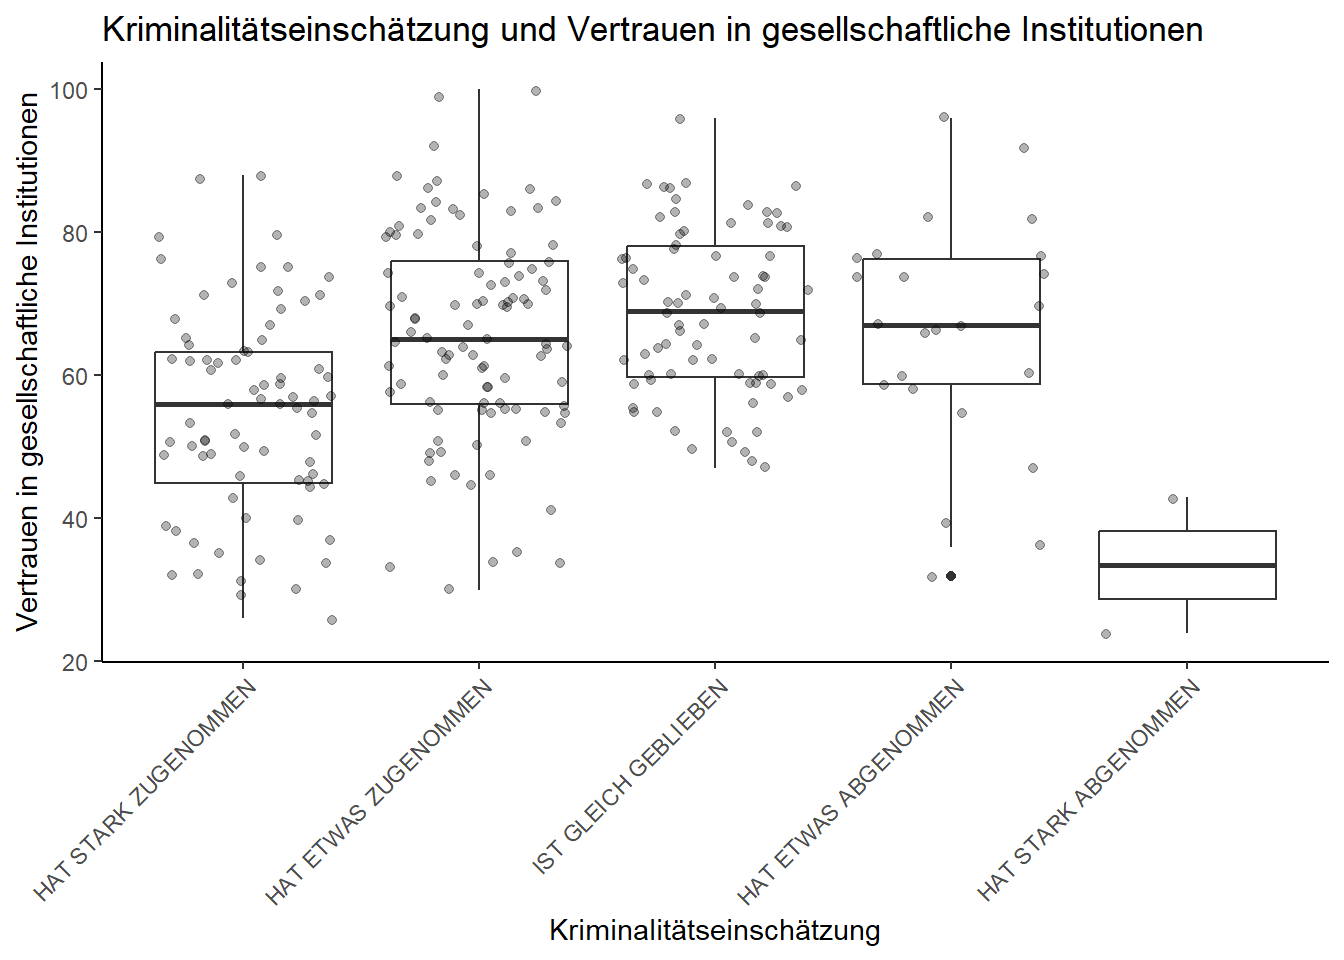 Kriminalitätseinschätzung und Vertrauen in gesellschaftliche Institutionen
Vertrauen in gesellschaftliche Institutionen
100
80
60
40
20
HAT STARK ZUGENOMMEN
HAT ETWAS ZUGENOMMEN
IST GLEICH GEBLIEBEN
HAT ETWAS ABGENOMMEN
HAT STARK ABGENOMMEN
Kriminalitätseinschätzung